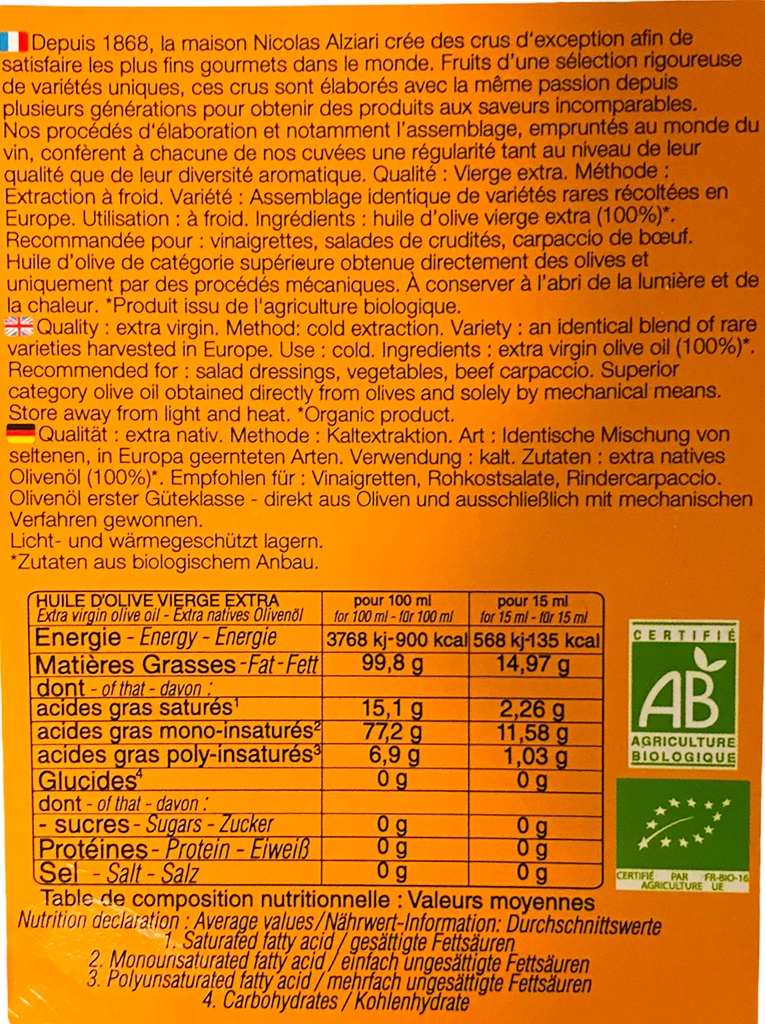 Depuis 1868, la maison Nicolas Alziari crée des crus d'exception afin de
satisfaire les plus fins gourmets dans le monde. Fruits d'une sélection rigoureuse
de variétés uniques, ces crus sont élaborés avec la même passion depuis
plusieurs générations pour obtenir des produits aux saveurs incomparables.
Nos procédés d'élaboration et notamment l'assemblage, empruntés au monde du
vin, confèrent à chacune de nos cuvées une régularité tant au niveau de leur
qualité que de leur diversité aromatique. Qualité : Vierge extra. Méthode :
Extraction à froid. Variété : Assemblage identique de variétés rares récoltées en
Europe. Utilisation : à froid. Ingrédients : huile d'olive vierge extra (100%)*.
Recommandée pour : vinaigrettes, salades de crudités, carpaccio de bœuf.
Huile d'olive de catégorie supérieure obtenue directement des olives et
uniquement par des procédés mécaniques. À conserver à l'abri de la lumière et de
la chaleur. *Produit issu de l'agriculture biologique.
Quality : extra virgin. Method: cold extraction. Variety : an identical blend of rare
varieties harvested in Europe. Use : cold. Ingredients : extra virgin olive oil (100%)*.
Recommended for : salad dressings, vegetables, beef carpaccio. Superior
category olive oil obtained directly from olives and solely by mechanical means.
Store away from light and heat. *Organic product.
Qualität : extra nativ. Methode : Kaltextraktion. Art : Identische Mischung von
seltenen, in Europa geernteten Arten. Verwendung : kalt. Zutaten : extra natives
Olivenöl (100%)*. Empfohlen für : Vinaigretten, Rohkostsalate, Rindercarpaccio.
Olivenöl erster Güteklasse - direkt aus Oliven und ausschließlich mit mechanischen
Verfahren gewonnen.
Licht- und wärmegeschützt lagern.
*Zutaten aus biologischem Anbau.
HUILE D'OLIVE VIERGE EXTRA pour 100 ml pour 15 ml
Extra virgin olive oil - Extra natives Olivenöl for 100 ml - für 100 ml for 15 ml - für 15 ml
Energie - Energy - Energie 3768 kj-900 kcal 568 kj-135 kcal
Matières Grasses - Fat - Fett 99,8 g 14,97 g
dont - of that - davon :
acides gras saturés¹ 15,1 g 2,26 g
acides gras mono-insaturés² 77,2 g 11,58 g
acides gras poly-insaturés³ 6,9 g 1,03 g
Glucides⁴ 0 g 0 g
dont - of that - davon :
- sucres - Sugars - Zucker 0 g 0 g
Protéines - Protein - Eiweiß 0 g 0 g
Sel - Salt - Salz 0 g 0 g
Table de composition nutritionnelle : Valeurs moyennes
Nutrition declaration : Average values/Nährwert-Information: Durchschnittswerte
1. Saturated fatty acid / gesättigte Fettsäuren
2. Monounsaturated fatty acid / einfach ungesättigte Fettsäuren
3. Polyunsaturated fatty acid / mehrfach ungesättigte Fettsäuren
4. Carbohydrates / Kohlenhydrate
CERTIFIÉ
AB
AGRICULTURE
BIOLOGIQUE
CERTIFIÉ PAR FR-BIO-16
AGRICULTURE UE